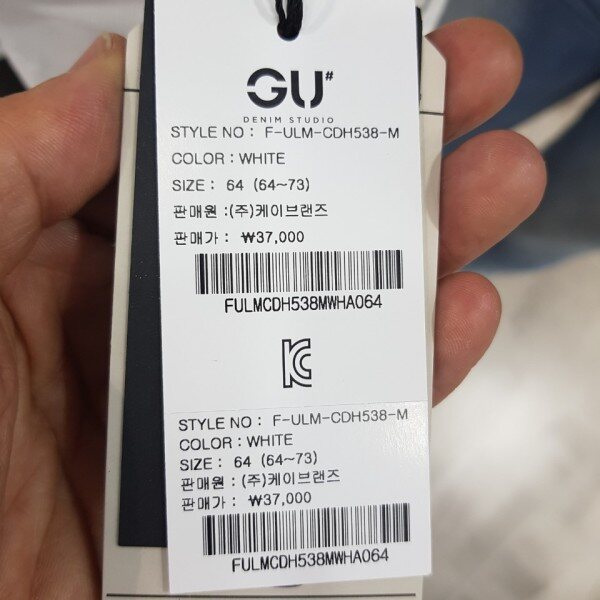 GU#
DENIM STUDIO
STYLE NO : F-ULM-CDH538-M
COLOR : WHITE
SIZE : 64 (64~73)
판매원 :(주)케이브랜즈
판매가 : ₩37,000
FULMCDH538MWHA064
KC
STYLE NO : F-ULM-CDH538-M
COLOR : WHITE
SIZE : 64 (64~73)
판매원 : (주)케이브랜즈
판매가 : ₩37,000
FULMCDH538MWHA064